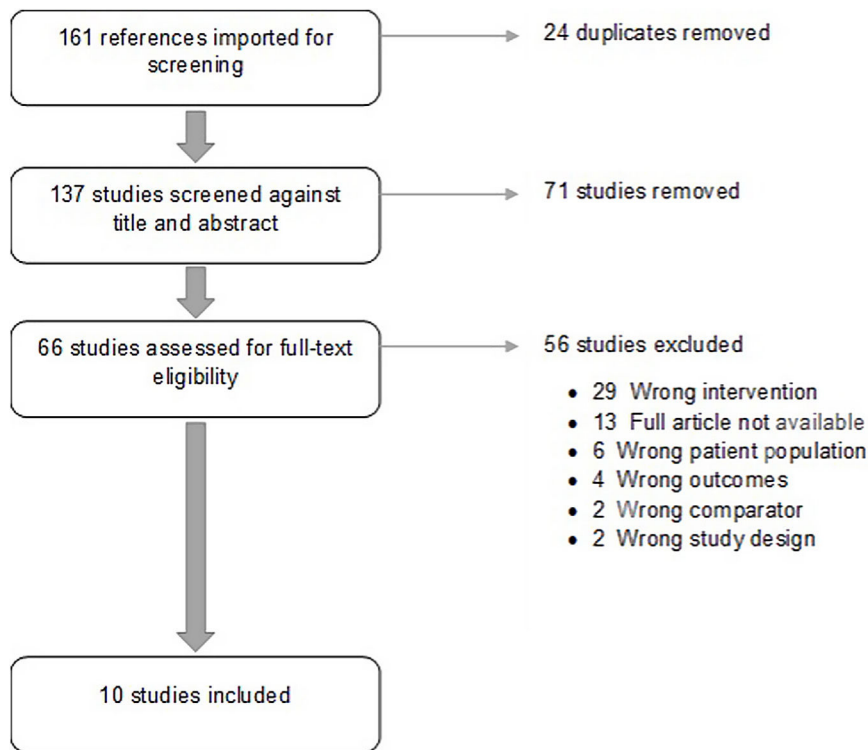 161 references imported for
screening
24 duplicates removed
137 studies screened against
title and abstract
71 studies removed
66 studies assessed for full-text
eligibility
56 studies excluded
• 29 Wrong intervention
• 13 Full article not available
• 6 Wrong patient population
• 4 Wrong outcomes
• 2 Wrong comparator
• 2 Wrong study design
10 studies included